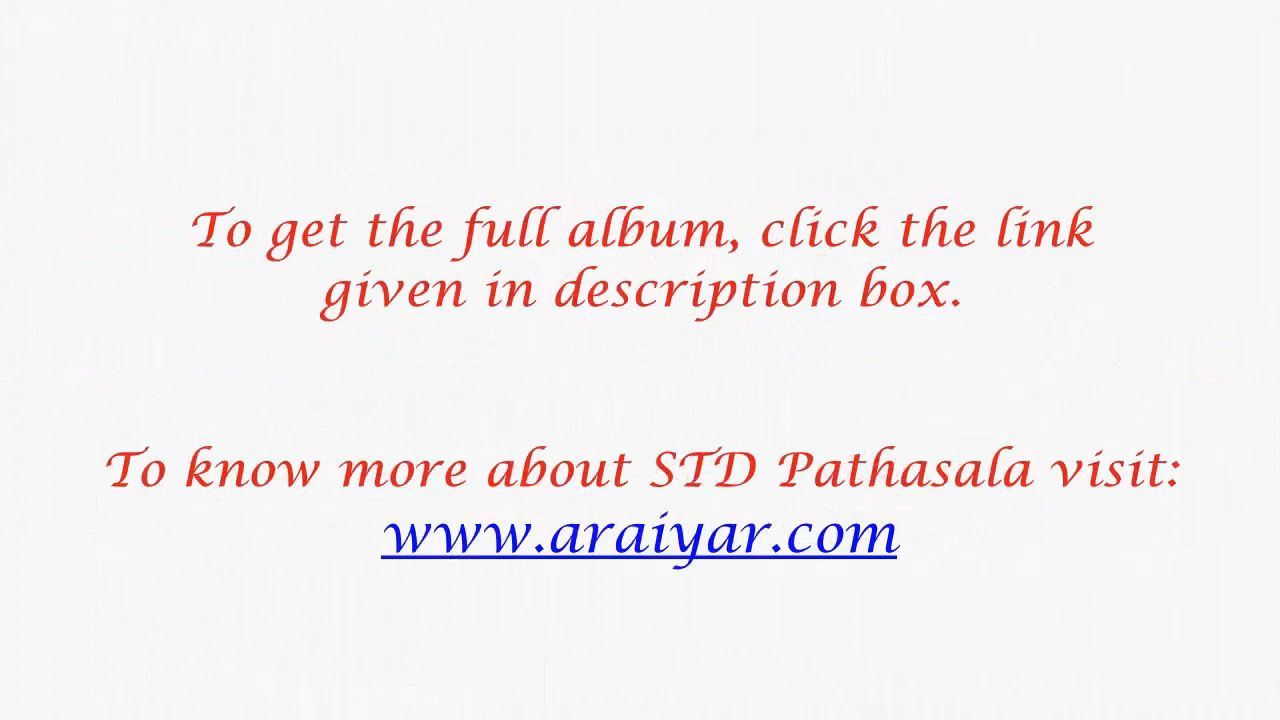 To get the full album, click the link
given in description box.
To know more about STD Pathasala visit:
www.araiyar.com